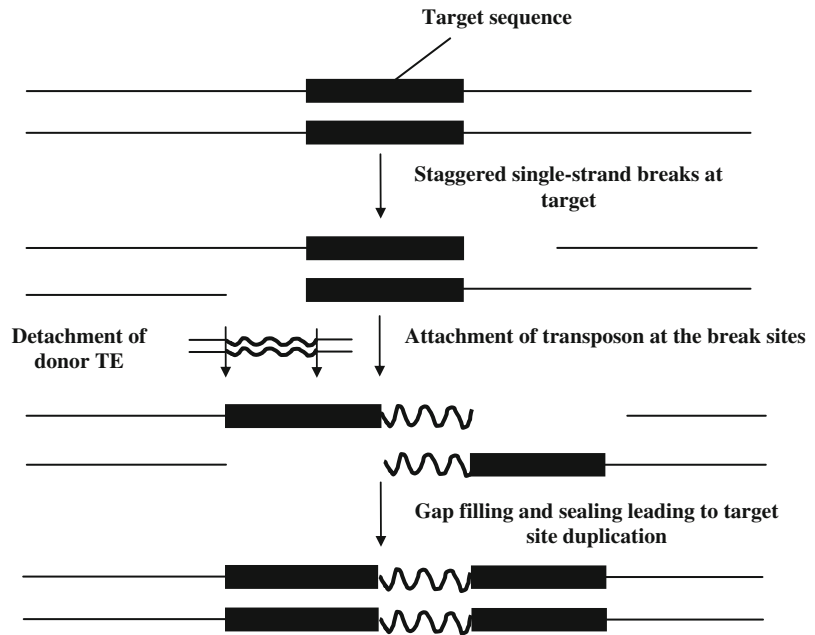 Target sequence
Staggered single-strand breaks at
target
Detachment of
donor TE
Attachment of transposon at the break sites
Gap filling and sealing leading to target
site duplication